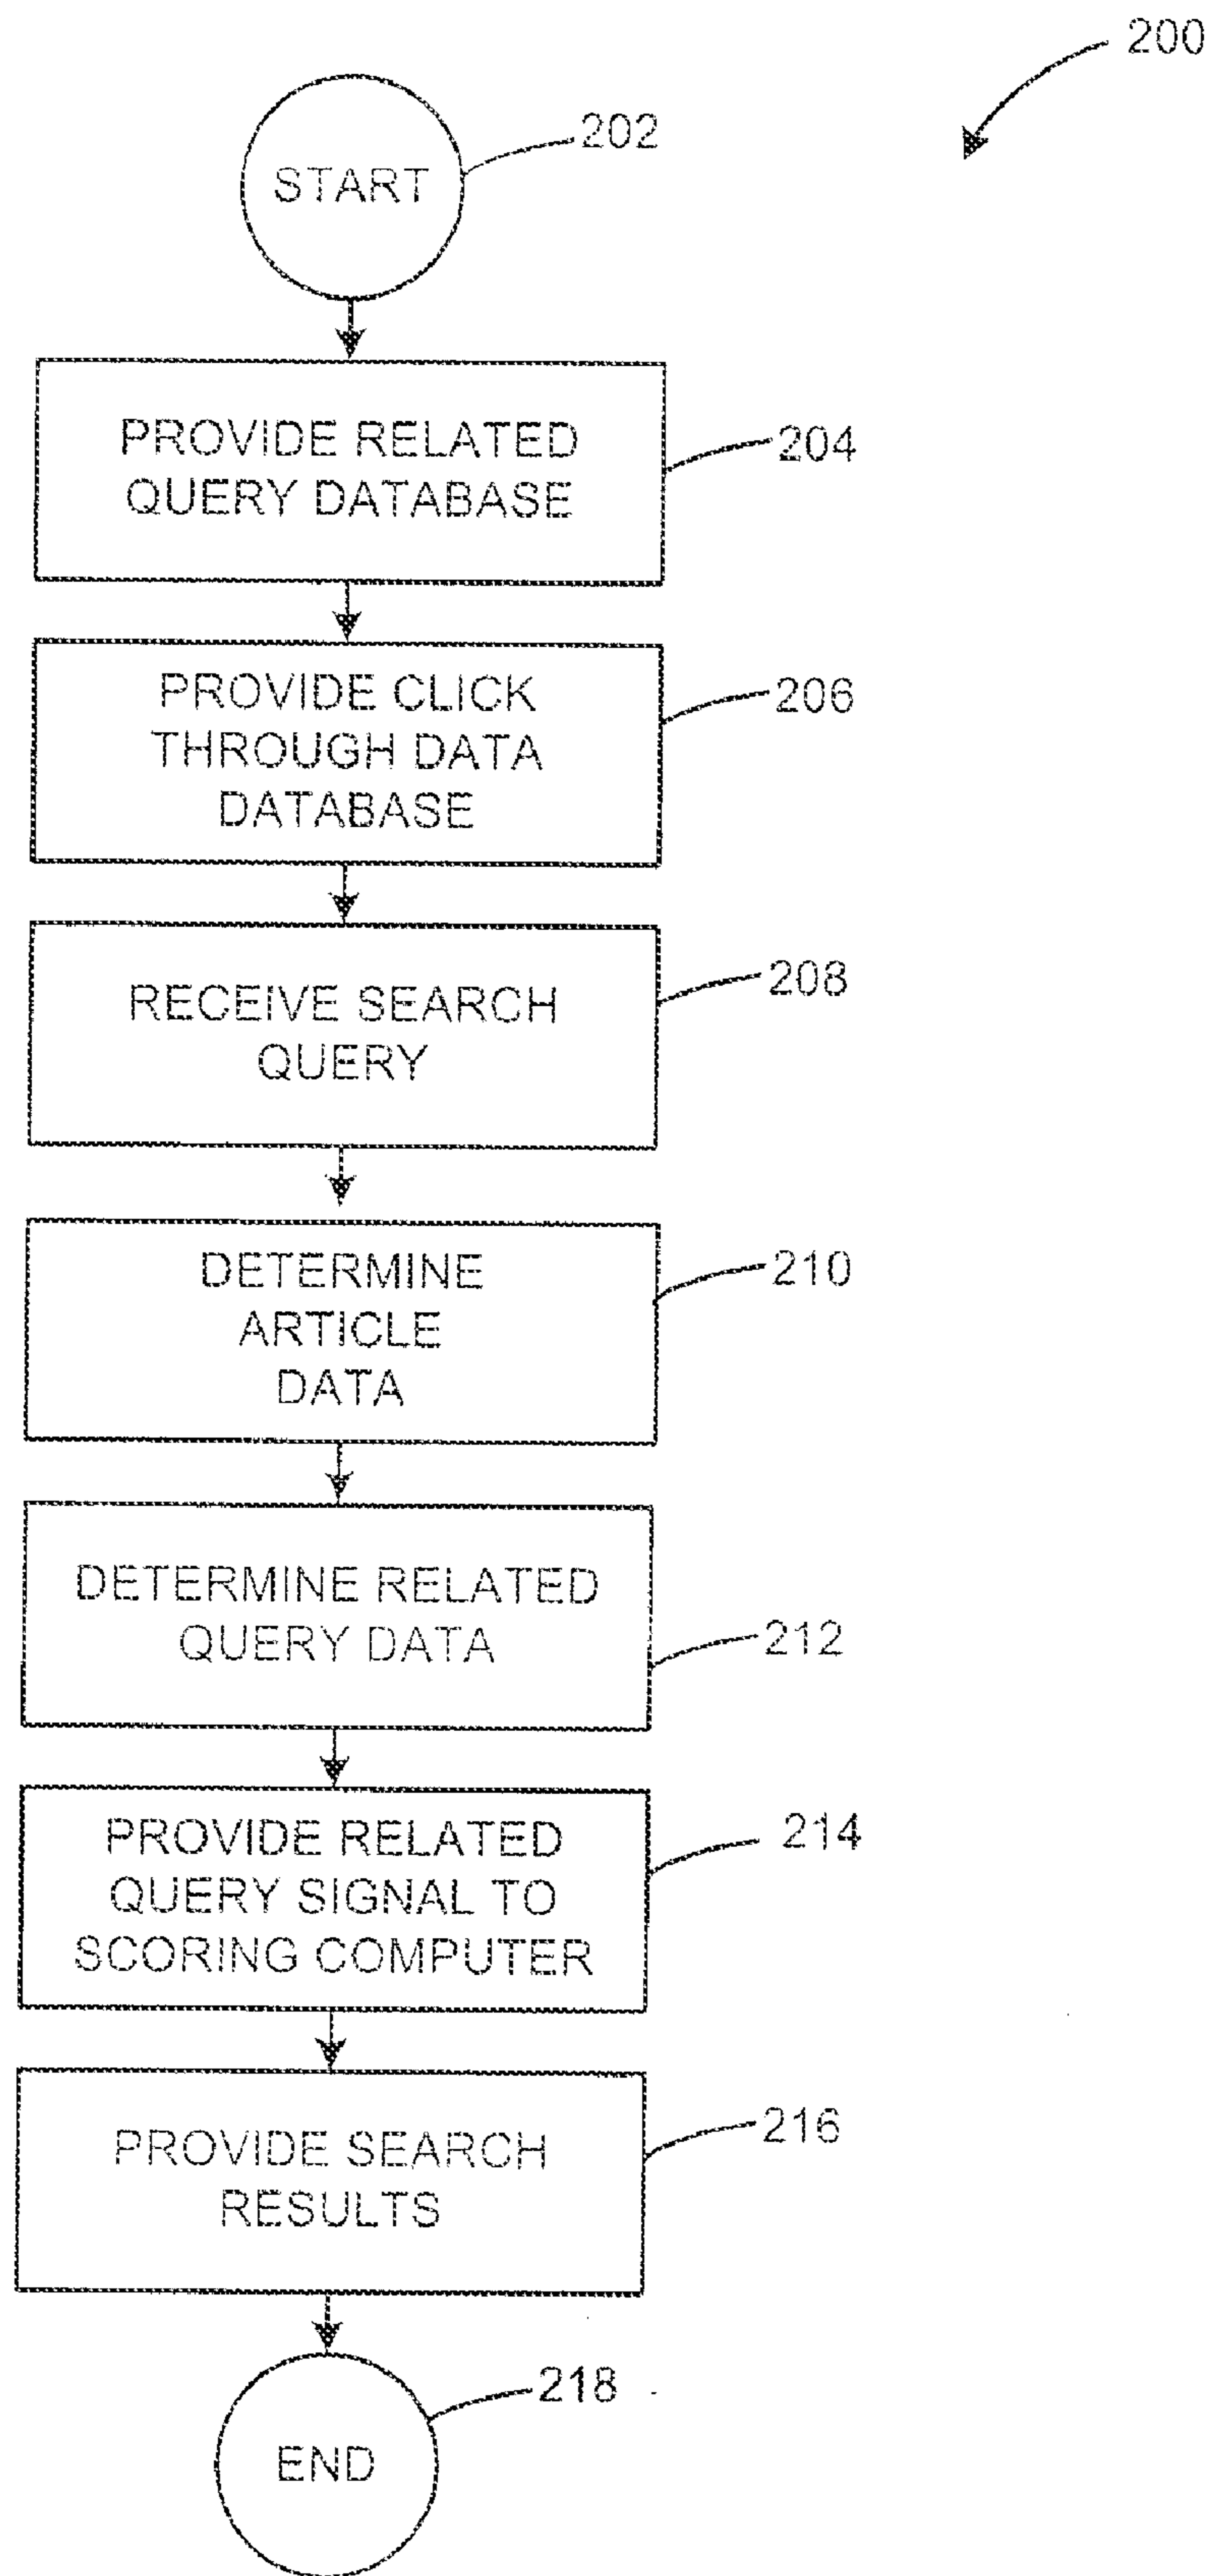 200
202
START
PROVIDE RELATED
QUERY DATABASE
204
PROVIDE CLICK
THROUGH DATA
DATABASE
206
RECEIVE SEARCH
QUERY
208
DETERMINE
ARTICLE
DATA
210
DETERMINE RELATED
QUERY DATA
212
PROVIDE RELATED
QUERY SIGNAL TO
SCORING COMPUTER
214
PROVIDE SEARCH
RESULTS
216
218
END